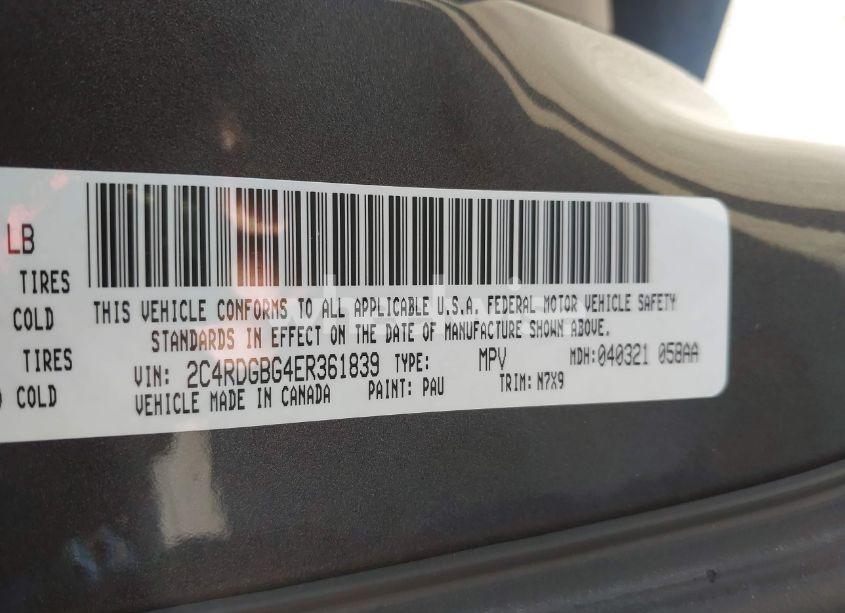 LB
TIRES
COLD
TIRES
COLD
THIS VEHICLE CONFORMS TO ALL APPLICABLE U.S.A. FEDERAL MOTOR VEHICLE SAFETY
STANDARDS IN EFFECT ON THE DATE OF MANUFACTURE SHOWN ABOVE.
VIN: 2C4RDGBG4ER361839 TYPE: MPV MDH:040321 058AA
VEHICLE MADE IN CANADA PAINT: PAU TRIM: N7X9